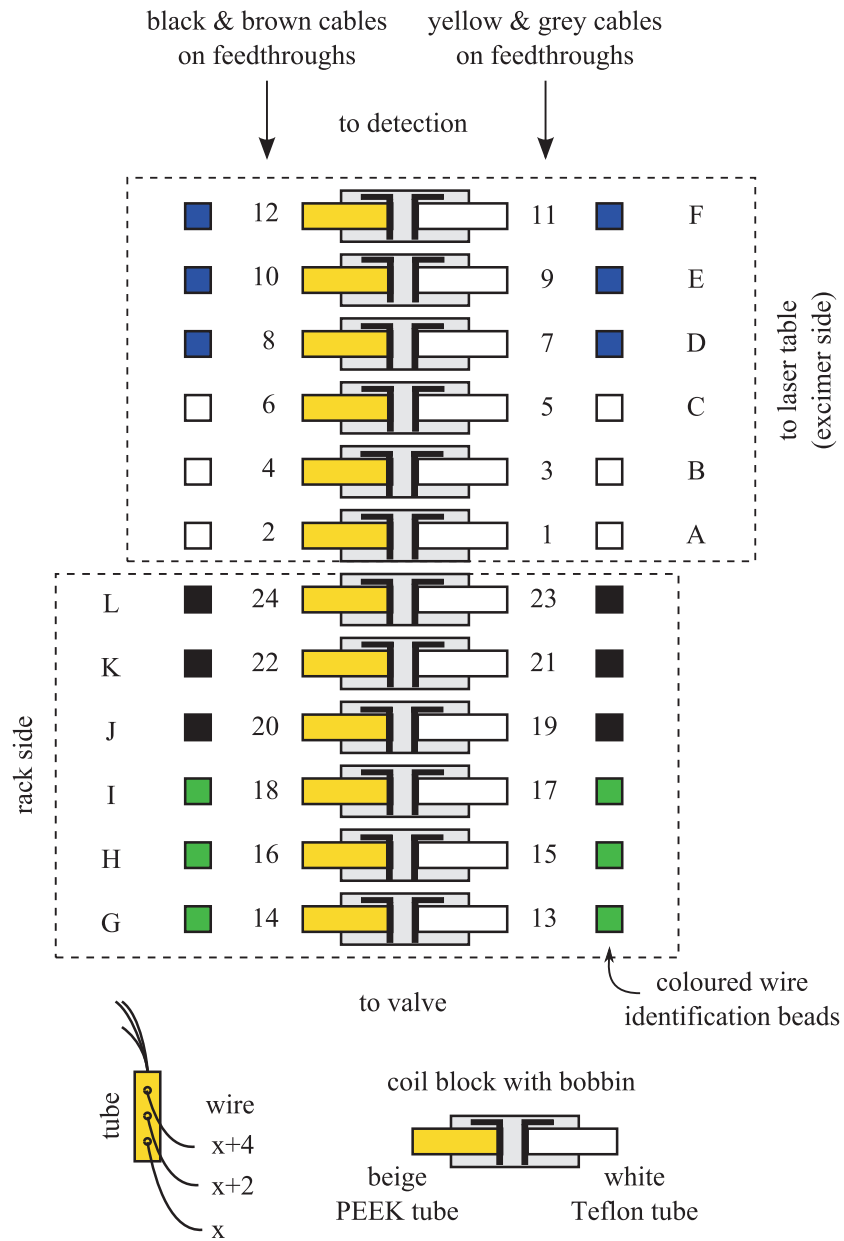 black & brown cables
on feedthroughs
yellow & grey cables
on feedthroughs
to detection
12 11 F
10 9 E
8 7 D
6 5 C
4 3 B
2 1 A
to laser table
(excimer side)
L 24 23
K 22 21
J 20 19
I 18 17
H 16 15
G 14 13
rack side
to valve
coloured wire
identification beads
tube
wire
x+4
x+2
x
coil block with bobbin
beige
PEEK tube
white
Teflon tube